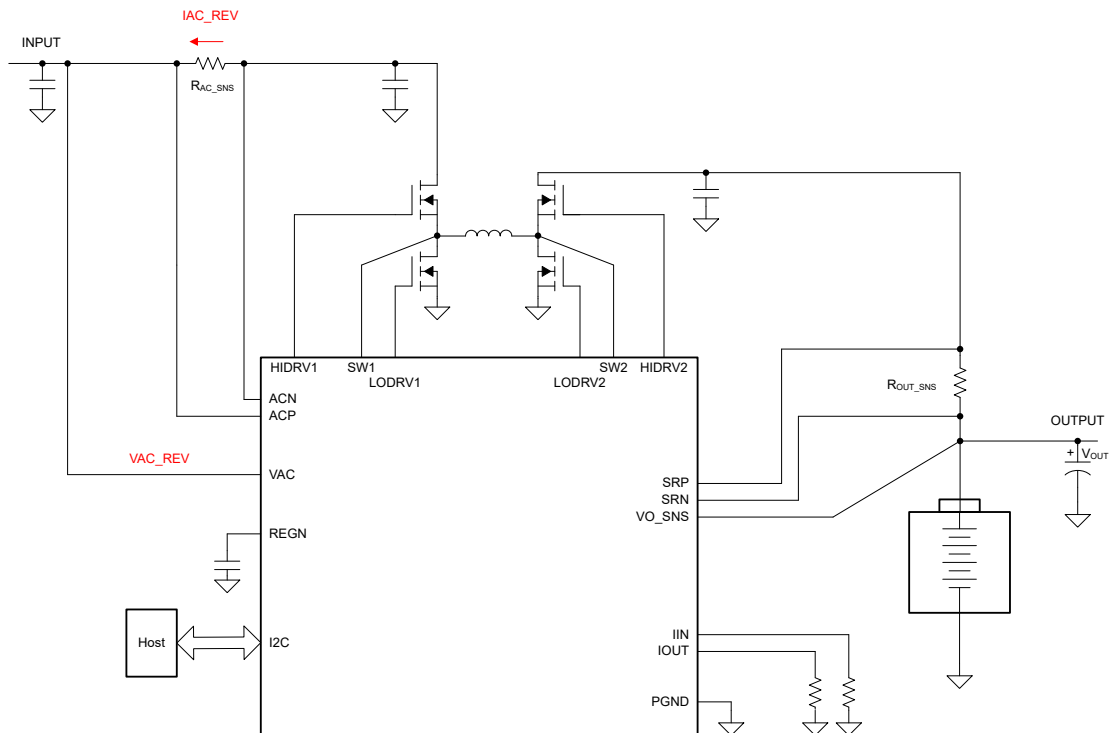 IAC_REV
INPUT
RAC_SNS
HIDRV1
SW1
LODRV1
LODRV2
SW2
HIDRV2
ACN
ACP
VAC_REV
VAC
REGN
Host
I2C
ROUT_SNS
OUTPUT
+ VOUT
SRP
SRN
VO_SNS
IIN
IOUT
PGND